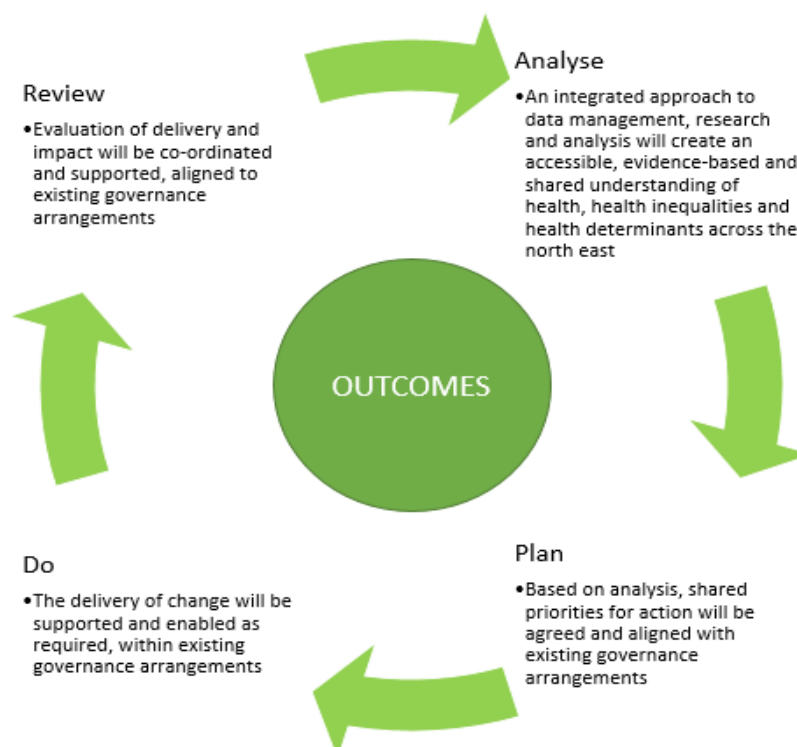 Analyse
•An integrated approach to
data management, research
and analysis will create an
accessible, evidence-based and
shared understanding of
health, health inequalities and
health determinants across the
north east
Plan
•Based on analysis, shared
priorities for action will be
agreed and aligned with
existing governance
arrangements
Do
•The delivery of change will be
supported and enabled as
required, within existing
governance arrangements
Review
•Evaluation of delivery and
impact will be co-ordinated
and supported, aligned to
existing governance
arrangements
OUTCOMES